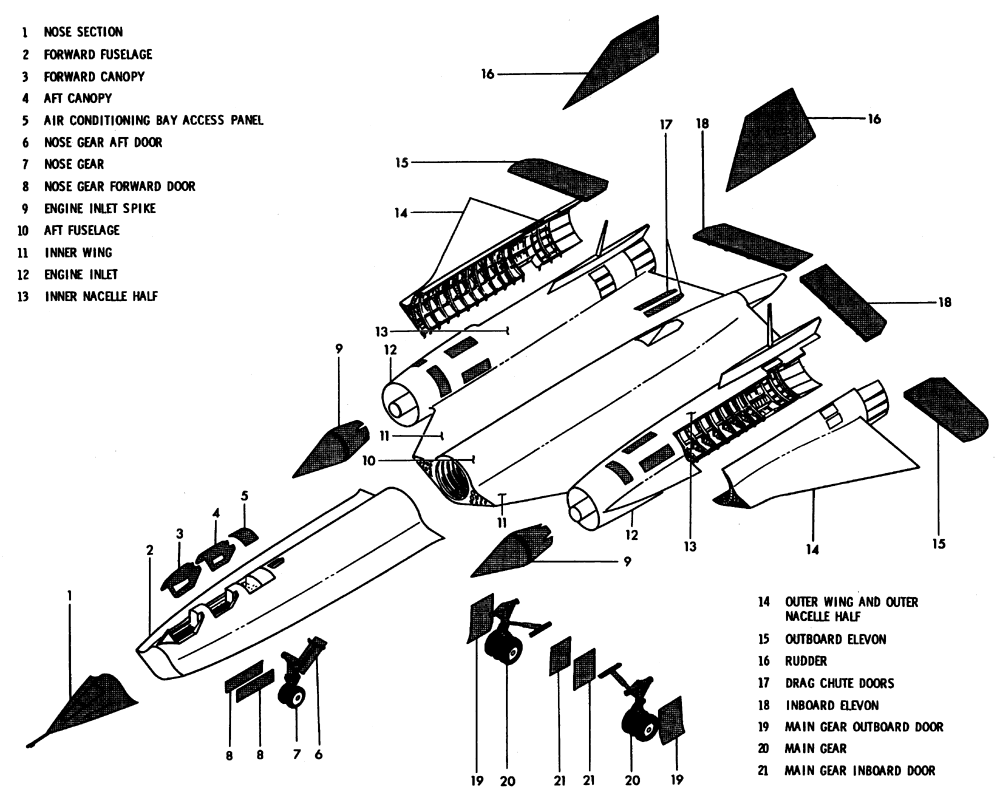 1 NOSE SECTION
2 FORWARD FUSELAGE
3 FORWARD CANOPY
4 AFT CANOPY
5 AIR CONDITIONING BAY ACCESS PANEL
6 NOSE GEAR AFT DOOR
7 NOSE GEAR
8 NOSE GEAR FORWARD DOOR
9 ENGINE INLET SPIKE
10 AFT FUSELAGE
11 INNER WING
12 ENGINE INLET
13 INNER NACELLE HALF
16
16
17
18
15
14
18
13
12
9
11
10
11
12
13
14
15
5
4
3
2
9
1
8
8
7
6
19
20
21
21
20
19
14 OUTER WING AND OUTER
NACELLE HALF
15 OUTBOARD ELEVON
16 RUDDER
17 DRAG CHUTE DOORS
18 INBOARD ELEVON
19 MAIN GEAR OUTBOARD DOOR
20 MAIN GEAR
21 MAIN GEAR INBOARD DOOR